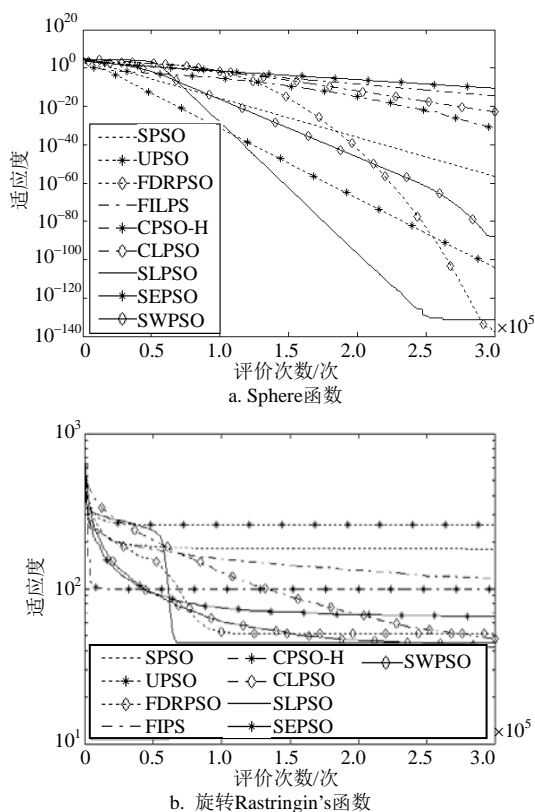 10^20
10^0
10^-20
10^-40
10^-60
10^-80
10^-100
10^-120
10^-140
适应度
SPSO
UPSO
FDRPSO
FILPS
CPSO-H
CLPSO
SLPSO
SEPSO
SWPSO
0 0.5 1.0 1.5 2.0 2.5 3.0
×10^5
评价次数/次
a. Sphere函数
10^3
10^2
10^1
适应度
SPSO CPSO-H SWPSO
UPSO CLPSO
FDRPSO SLPSO
FIPS SEPSO
0 0.5 1.0 1.5 2.0 2.5 3.0
×10^5
评价次数/次
b. 旋转Rastringin's函数